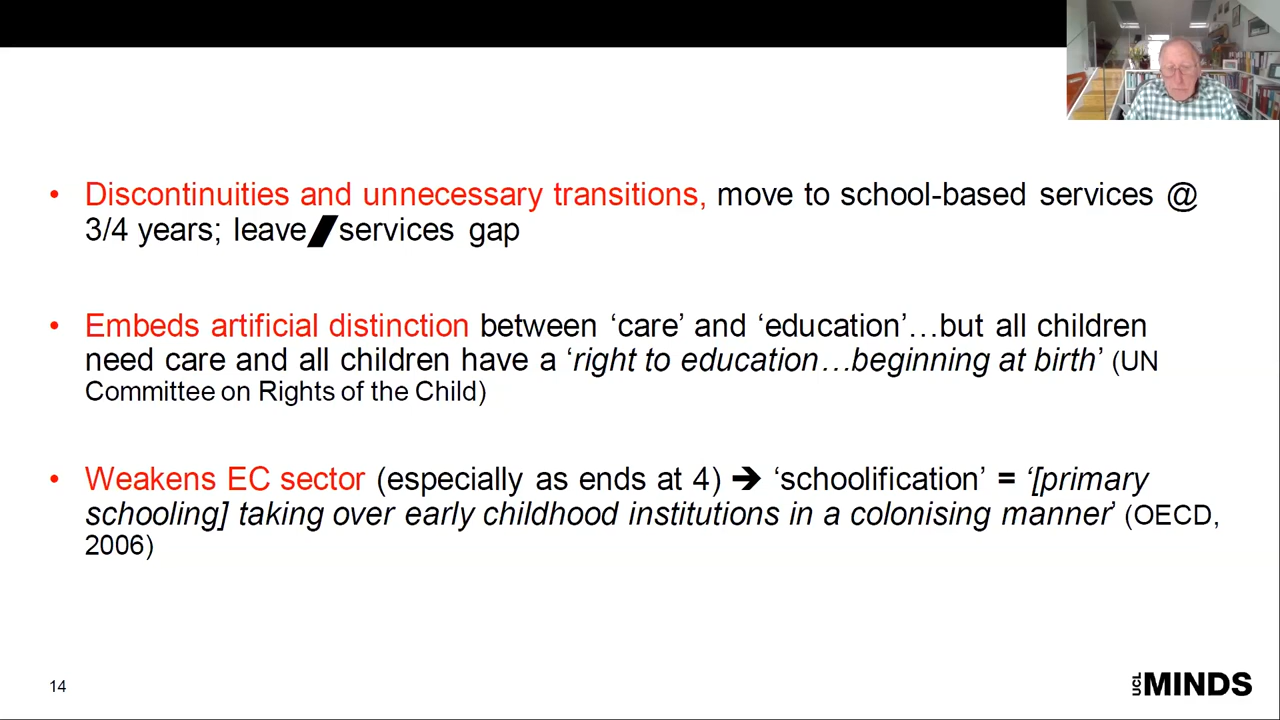 • Discontinuities and unnecessary transitions, move to school-based services @
3/4 years; leave▰services gap
• Embeds artificial distinction between ‘care’ and ‘education’…but all children
need care and all children have a ‘right to education…beginning at birth’ (UN
Committee on Rights of the Child)
• Weakens EC sector (especially as ends at 4) ➔ ‘schoolification’ = ‘[primary
schooling] taking over early childhood institutions in a colonising manner’ (OECD,
2006)
14
UCL MINDS